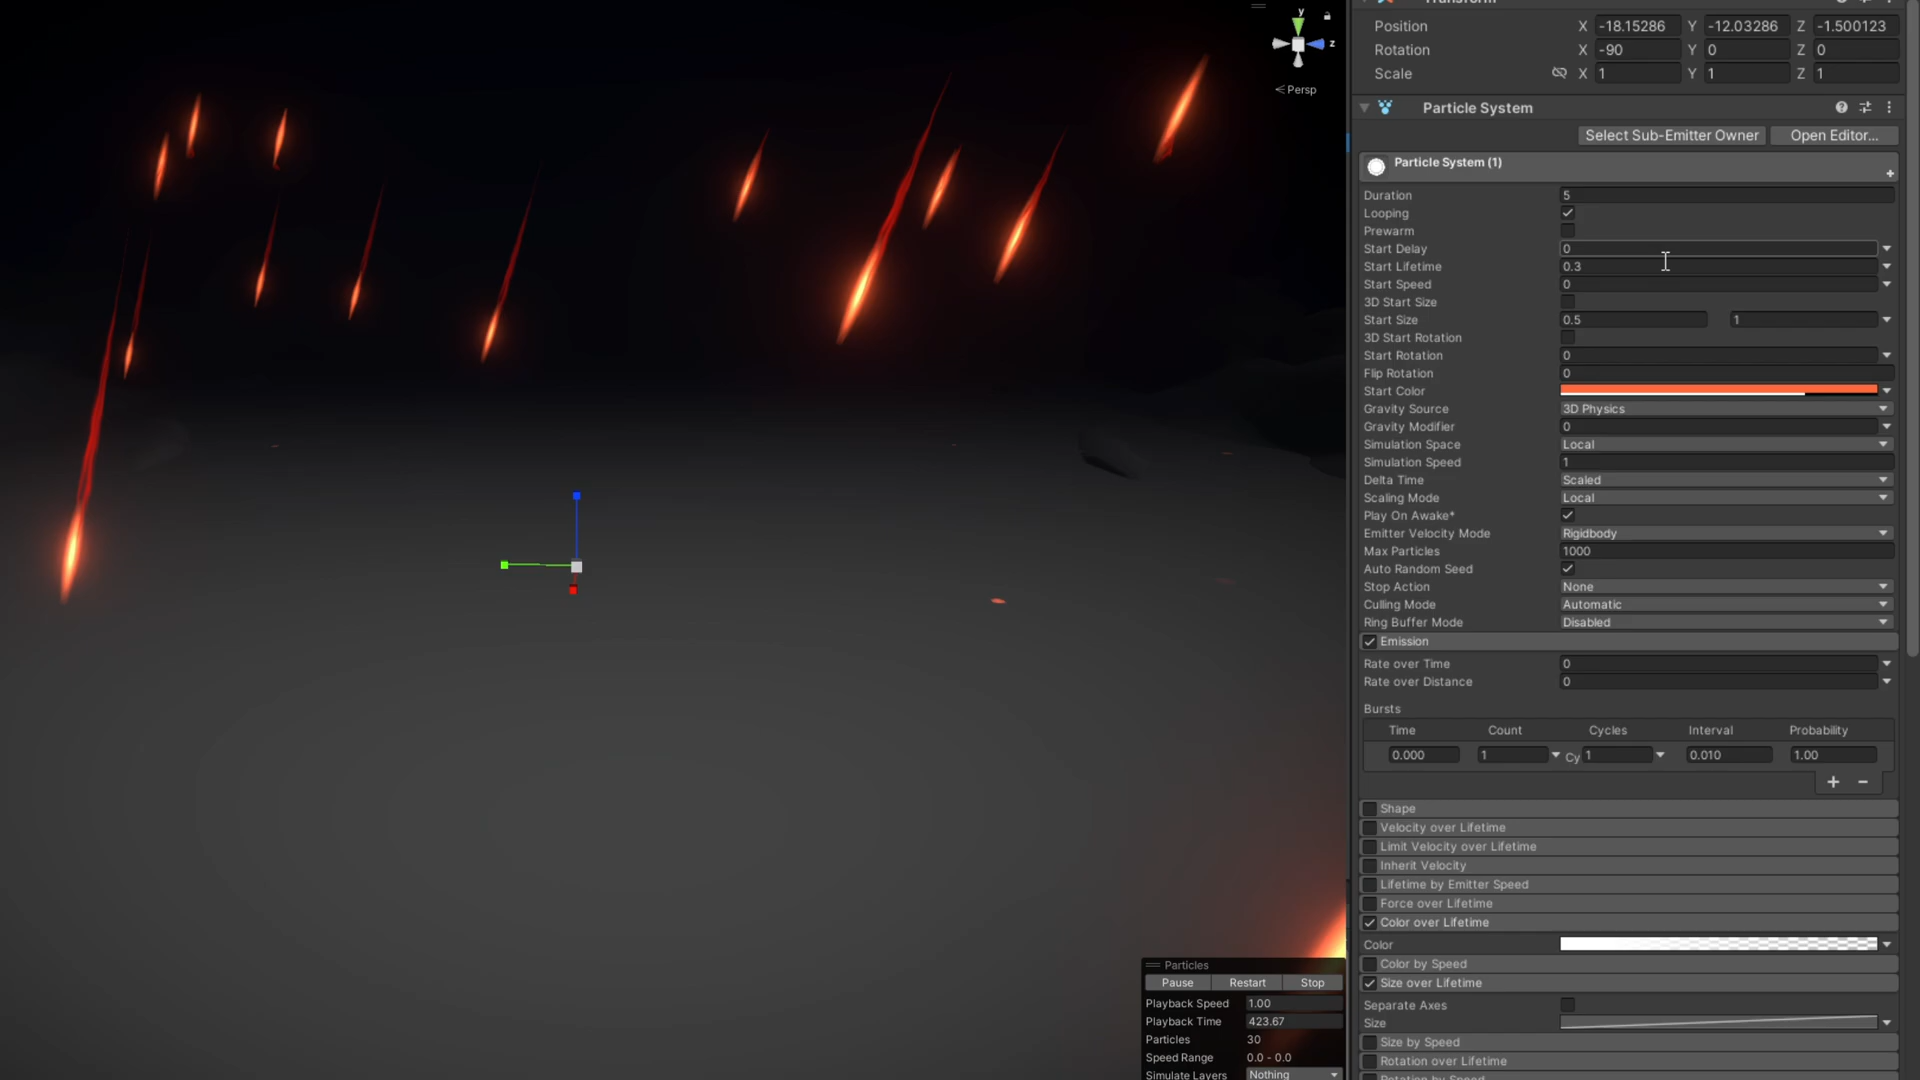 y
z
Persp
Transform
Position X -18.15286 Y -12.03286 Z -1.500123
Rotation X -90 Y 0 Z 0
Scale X 1 Y 1 Z 1
Particle System
Select Sub-Emitter Owner Open Editor...
Particle System (1)
Duration 5
Looping
Prewarm
Start Delay 0
Start Lifetime 0.3
Start Speed 0
3D Start Size
Start Size 0.5 1
3D Start Rotation
Start Rotation 0
Flip Rotation 0
Start Color
Gravity Source 3D Physics
Gravity Modifier 0
Simulation Space Local
Simulation Speed 1
Delta Time Scaled
Scaling Mode Local
Play On Awake*
Emitter Velocity Mode Rigidbody
Max Particles 1000
Auto Random Seed
Stop Action None
Culling Mode Automatic
Ring Buffer Mode Disabled
Emission
Rate over Time 0
Rate over Distance 0
Bursts
Time Count Cycles Interval Probability
0.000 1 Cy 1 0.010 1.00
Shape
Velocity over Lifetime
Limit Velocity over Lifetime
Inherit Velocity
Lifetime by Emitter Speed
Force over Lifetime
Color over Lifetime
Color
Color by Speed
Size over Lifetime
Separate Axes
Size
Size by Speed
Rotation over Lifetime
Rotation by Speed
Particles
Pause Restart Stop
Playback Speed 1.00
Playback Time 423.67
Particles 30
Speed Range 0.0 - 0.0
Simulate Layers Nothing